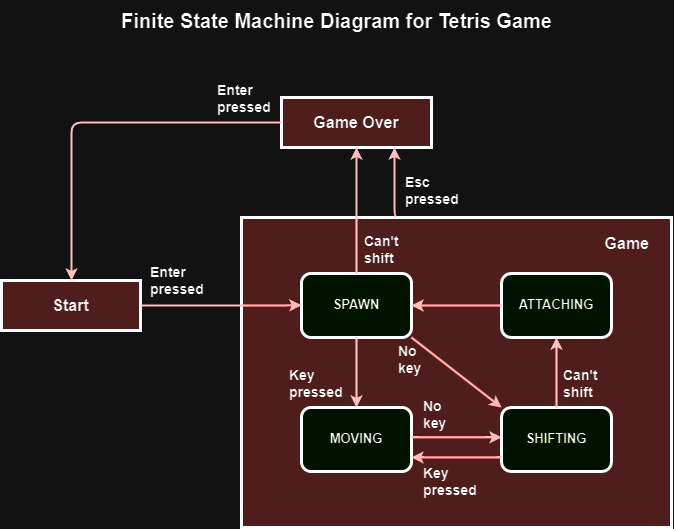 Finite State Machine Diagram for Tetris Game
Enter
pressed
Game Over
Esc
pressed
Game
Can't
shift
Enter
pressed
Start
SPAWN
ATTACHING
No
key
Key
pressed
Can't
shift
No
key
MOVING
SHIFTING
Key
pressed